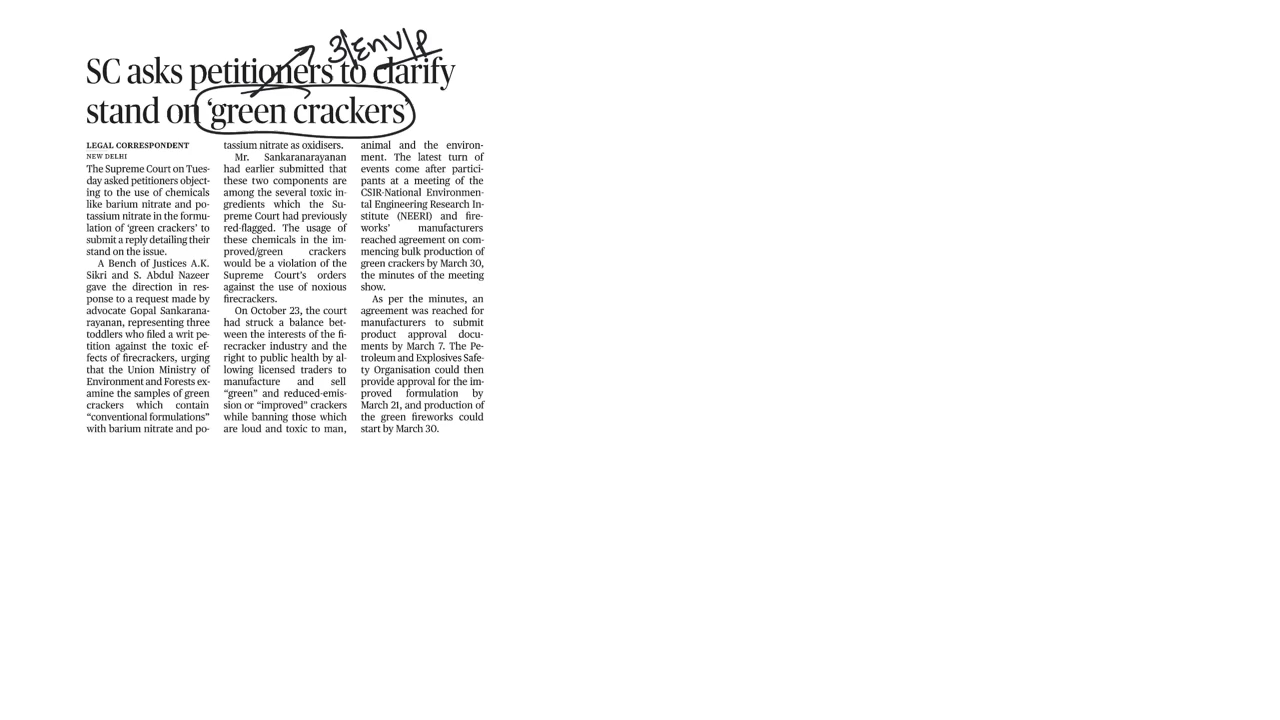 3/Env/P
SC asks petitioners to clarify
stand on ‘green crackers’
LEGAL CORRESPONDENT
NEW DELHI
The Supreme Court on Tues-
day asked petitioners object-
ing to the use of chemicals
like barium nitrate and po-
tassium nitrate in the formu-
lation of ‘green crackers’ to
submit a reply detailing their
stand on the issue.
A Bench of Justices A.K.
Sikri and S. Abdul Nazeer
gave the direction in res-
ponse to a request made by
advocate Gopal Sankarana-
rayanan, representing three
toddlers who filed a writ pe-
tition against the toxic ef-
fects of firecrackers, urging
that the Union Ministry of
Environment and Forests ex-
amine the samples of green
crackers which contain
“conventional formulations”
with barium nitrate and po-
tassium nitrate as oxidisers.
Mr. Sankaranarayanan
had earlier submitted that
these two components are
among the several toxic in-
gredients which the Su-
preme Court had previously
red-flagged. The usage of
these chemicals in the im-
proved/green crackers
would be a violation of the
Supreme Court’s orders
against the use of noxious
firecrackers.
On October 23, the court
had struck a balance bet-
ween the interests of the fi-
recracker industry and the
right to public health by al-
lowing licensed traders to
manufacture and sell
“green” and reduced-emis-
sion or “improved” crackers
while banning those which
are loud and toxic to man,
animal and the environ-
ment. The latest turn of
events come after partici-
pants at a meeting of the
CSIR-National Environmen-
tal Engineering Research In-
stitute (NEERI) and fire-
works’ manufacturers
reached agreement on com-
mencing bulk production of
green crackers by March 30,
the minutes of the meeting
show.
As per the minutes, an
agreement was reached for
manufacturers to submit
product approval docu-
ments by March 7. The Pe-
troleum and Explosives Safe-
ty Organisation could then
provide approval for the im-
proved formulation by
March 21, and production of
the green fireworks could
start by March 30.